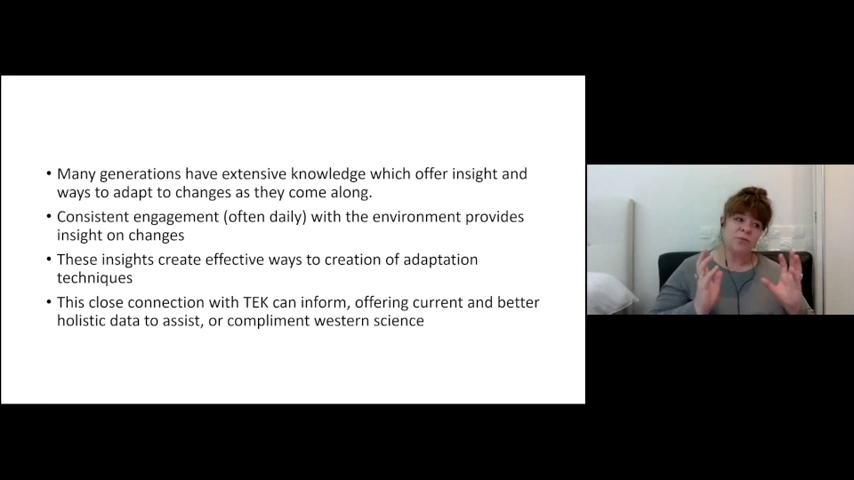 • Many generations have extensive knowledge which offer insight and
ways to adapt to changes as they come along.
• Consistent engagement (often daily) with the environment provides
insight on changes
• These insights create effective ways to creation of adaptation
techniques
• This close connection with TEK can inform, offering current and better
holistic data to assist, or compliment western science